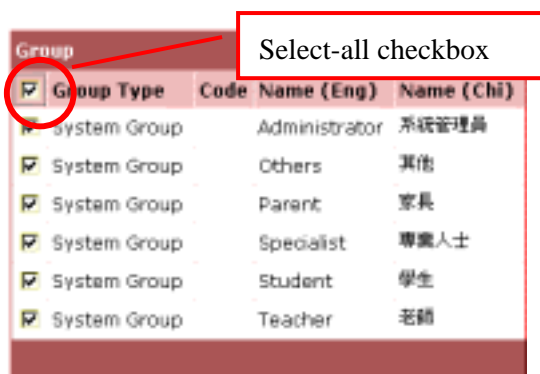 Select-all checkbox
Group
Group Type Code Name (Eng) Name (Chi)
System Group Administrator 系統管理員
System Group Others 其他
System Group Parent 家長
System Group Specialist 專業人士
System Group Student 學生
System Group Teacher 老師